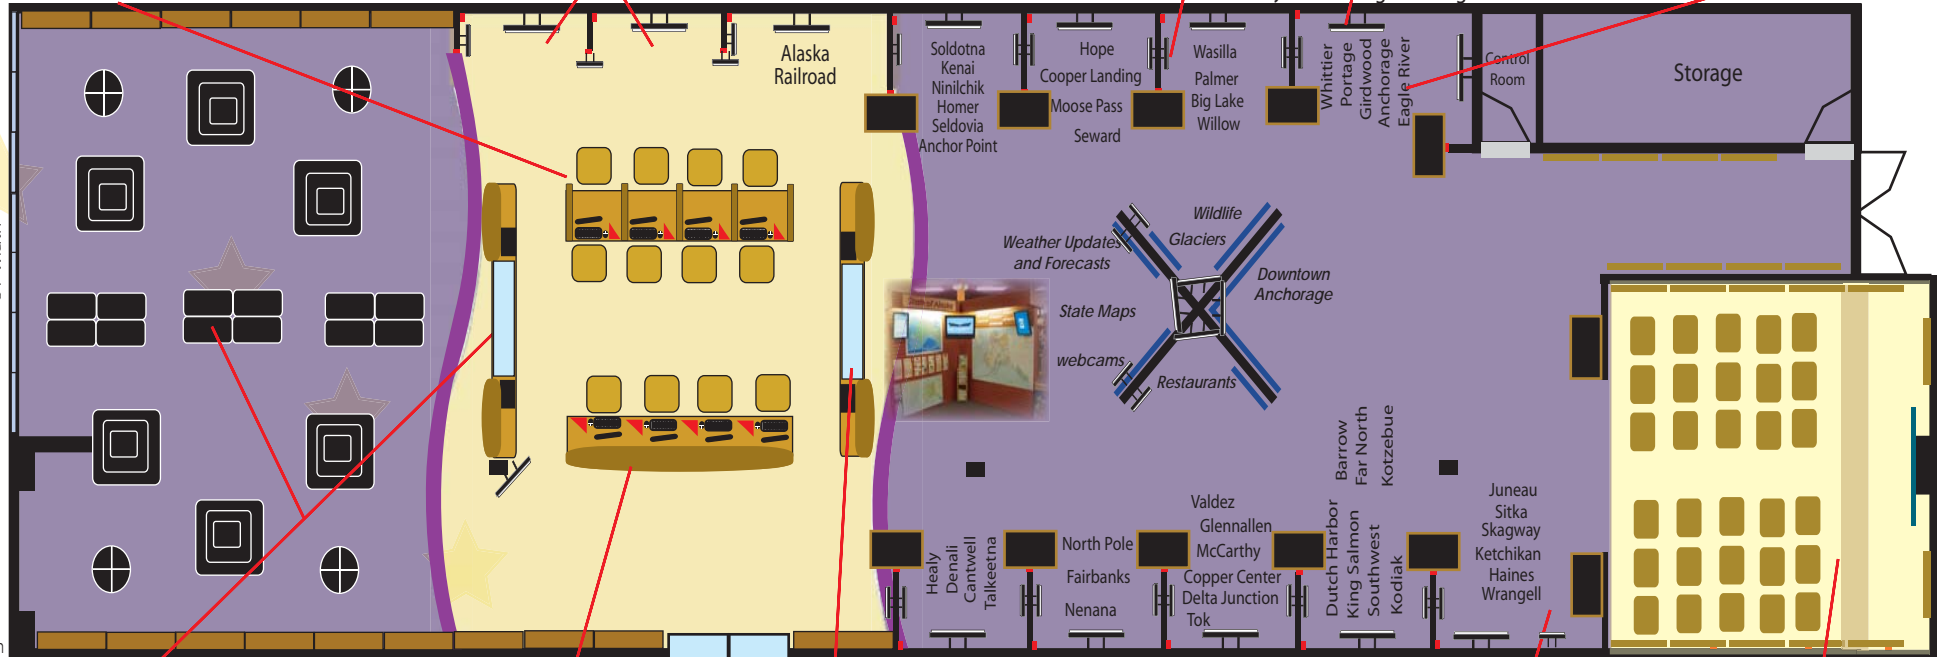 Alaska
Railroad
Soldotna
Kenai
Ninilchik
Homer
Seldovia
Anchor Point
Hope
Cooper Landing
Moose Pass
Seward
Wasilla
Palmer
Big Lake
Willow
Whittier
Portage
Girdwood
Anchorage
Eagle River
Control
Room
Storage
Wildlife
Glaciers
Weather Updates
and Forecasts
Downtown
Anchorage
State Maps
webcams
Restaurants
Healy
Denali
Cantwell
Talkeetna
North Pole
Fairbanks
Nenana
Valdez
Glennallen
McCarthy
Copper Center
Delta Junction
Tok
Barrow
Far North
Kotzebue
Dutch Harbor
King Salmon
Southwest
Kodiak
Juneau
Sitka
Skagway
Ketchikan
Haines
Wrangell